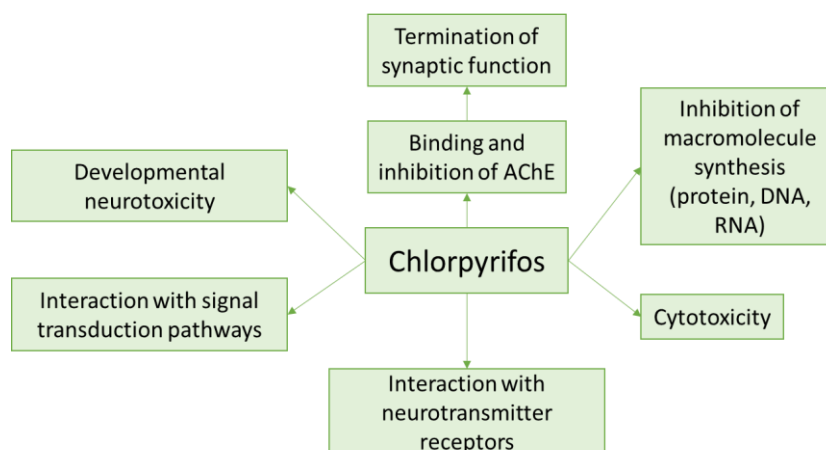 Termination of
synaptic function
Binding and
inhibition of AChE
Inhibition of
macromolecule
synthesis
(protein, DNA,
RNA)
Developmental
neurotoxicity
Chlorpyrifos
Interaction with signal
transduction pathways
Cytotoxicity
Interaction with
neurotransmitter
receptors